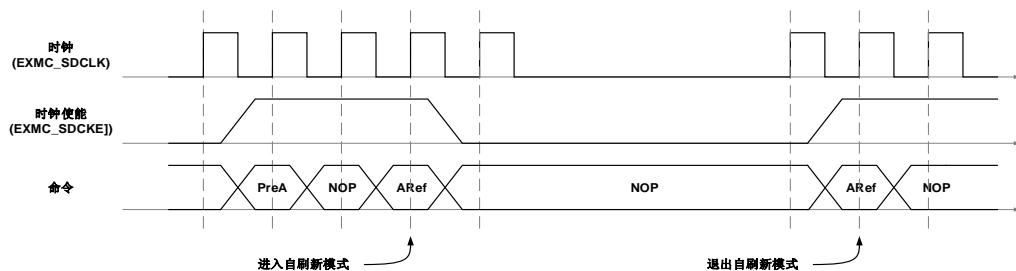 时钟
(EXMC_SDCLK)
时钟使能
(EXMC_SDCKE])
命令
PreA
NOP
ARef
NOP
ARef
NOP
进入自刷新模式
退出自刷新模式